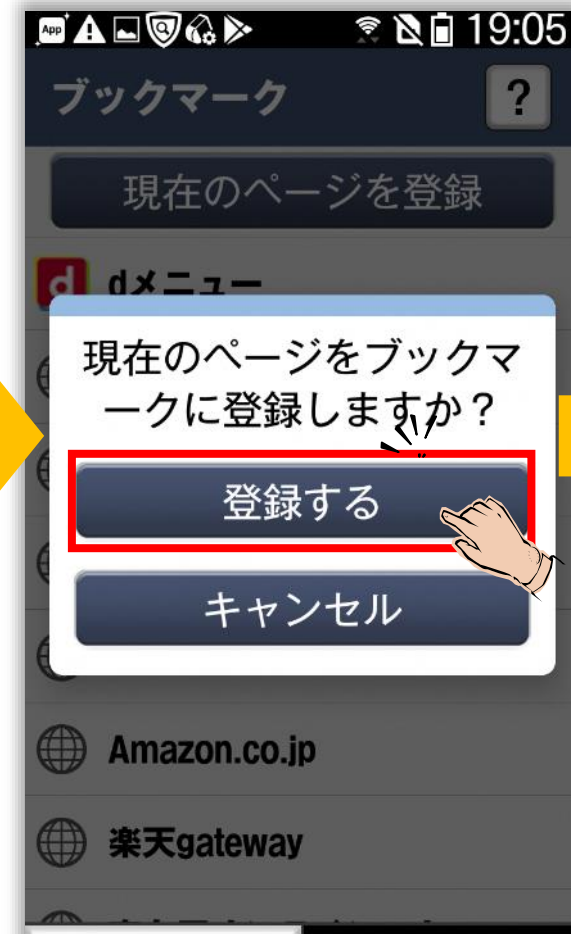 App 19:05
ブックマーク ?
現在のページを登録
d dメニュー
現在のページをブックマ
ークに登録しますか？
登録する
キャンセル
Amazon.co.jp
楽天gateway